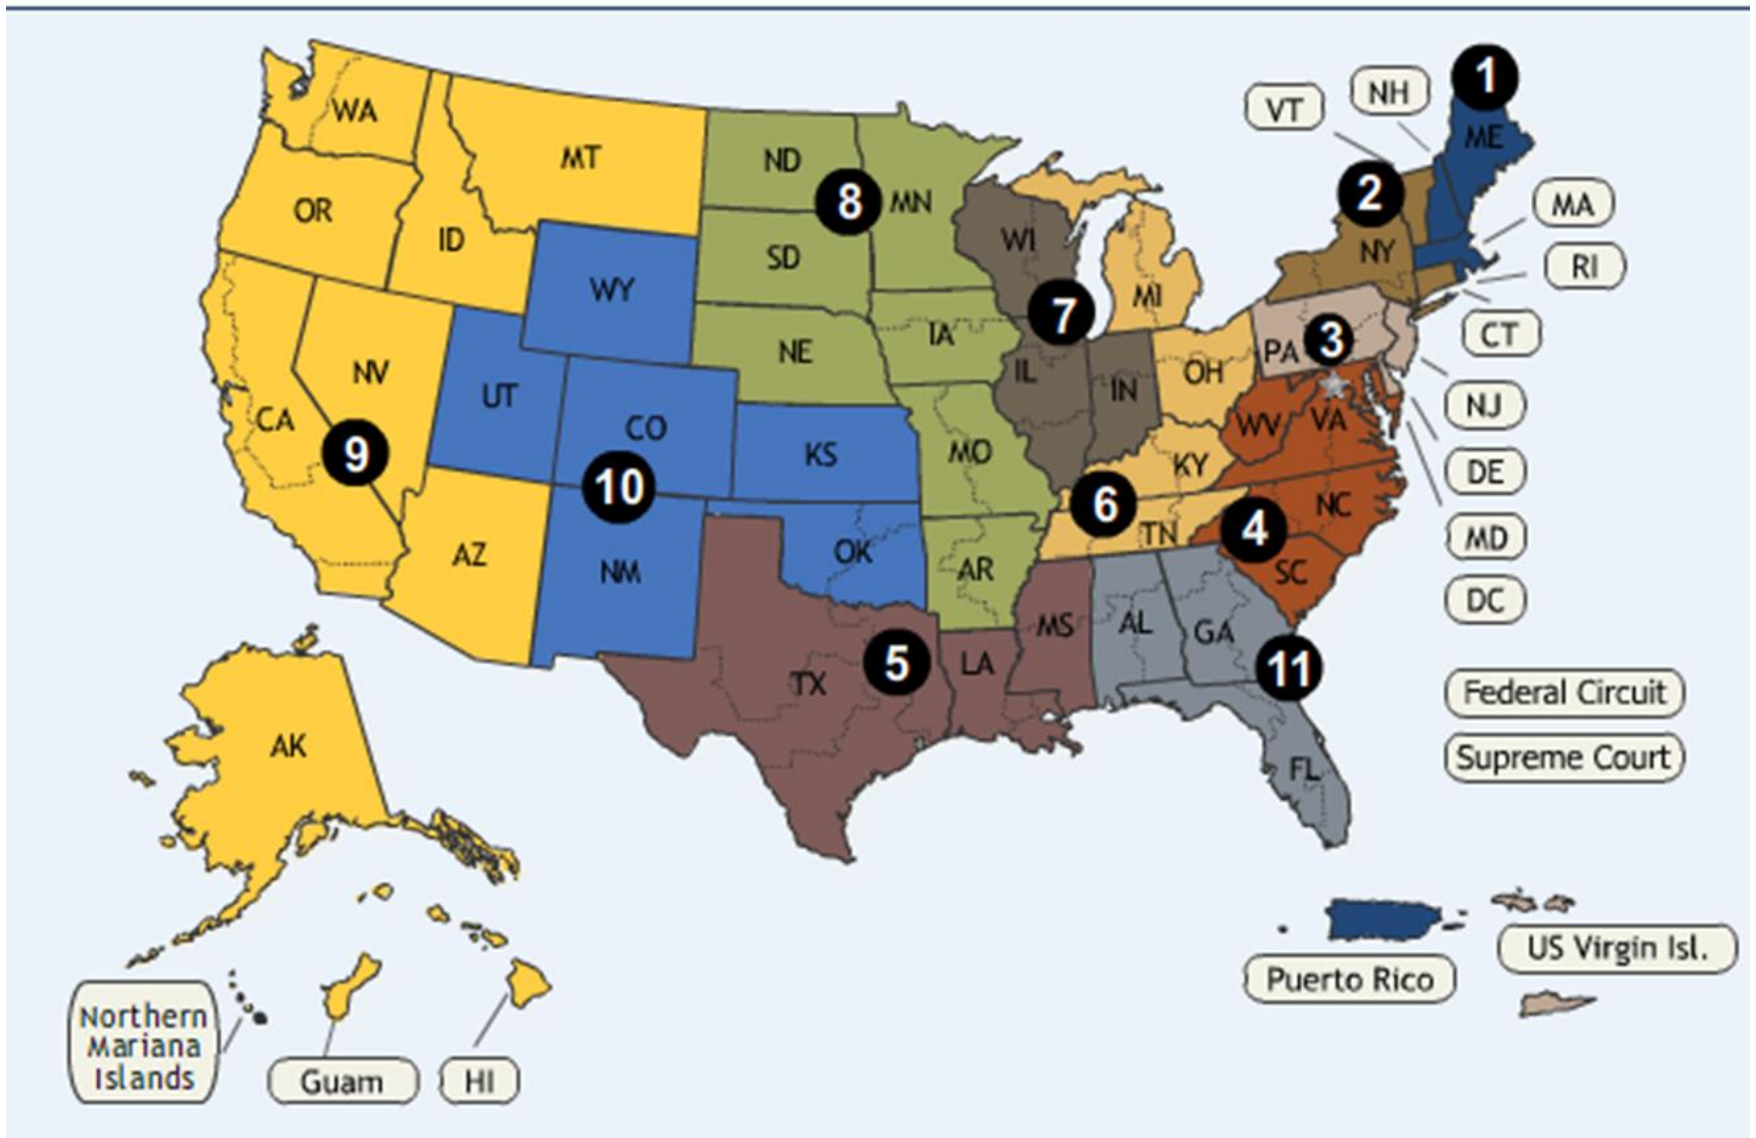 1
NH
VT
WA
ME
MT
ND
2
8
MN
MA
OR
ID
WI
NY
SD
RI
WY
MI
7
CT
IA
3
NE
PA
NV
IL
OH
UT
IN
NJ
CA
CO
WV
VA
9
KS
MO
KY
DE
10
6
NC
4
TN
MD
AZ
OK
NM
AR
SC
DC
MS
AL
GA
5
LA
11
TX
Federal Circuit
AK
Supreme Court
FL
US Virgin Isl.
Puerto Rico
Northern
Mariana
Islands
Guam
HI